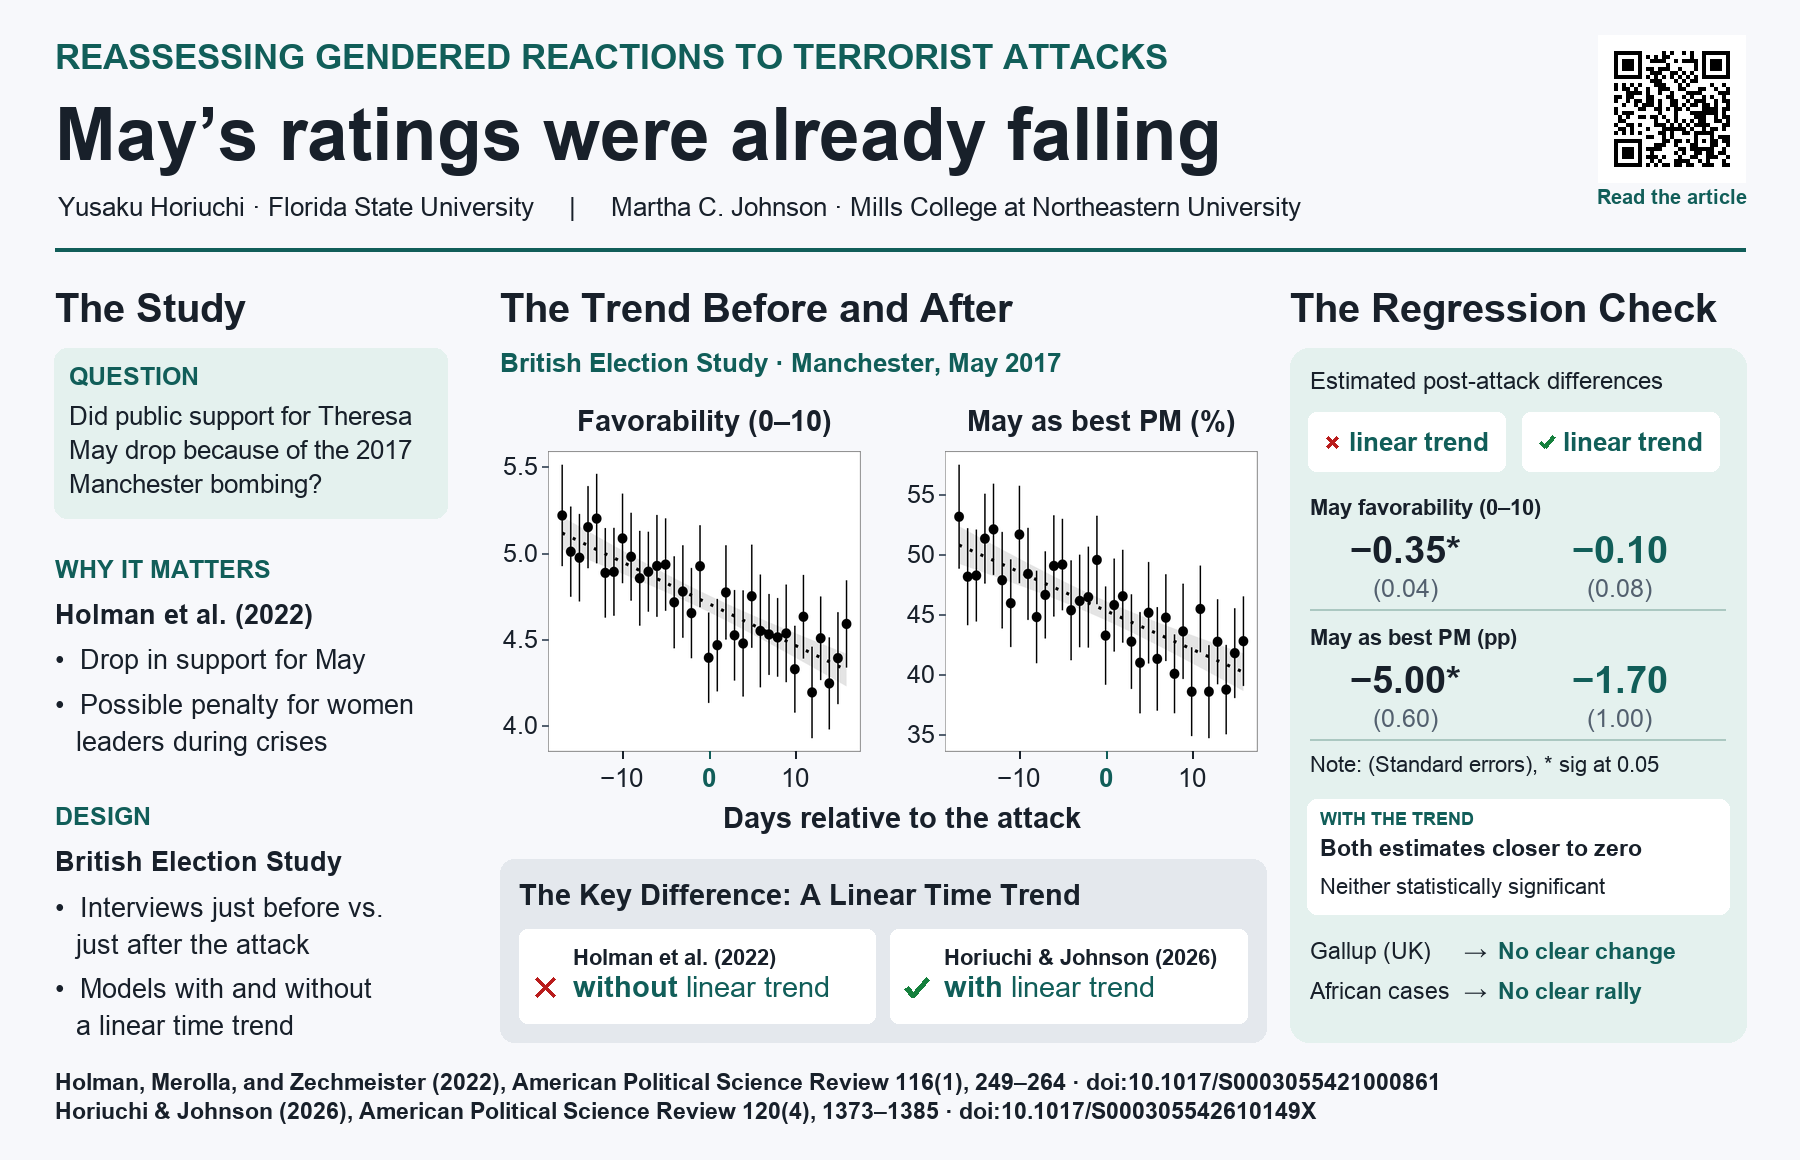 REASSESSING GENDERED REACTIONS TO TERRORIST ATTACKS
May’s ratings were already falling
Yusaku Horiuchi · Florida State University | Martha C. Johnson · Mills College at Northeastern University
Read the article
The Study
QUESTION
Did public support for Theresa
May drop because of the 2017
Manchester bombing?
WHY IT MATTERS
Holman et al. (2022)
• Drop in support for May
• Possible penalty for women
leaders during crises
DESIGN
British Election Study
• Interviews just before vs.
just after the attack
• Models with and without
a linear time trend
The Trend Before and After
British Election Study · Manchester, May 2017
Favorability (0–10)
5.5
5.0
4.5
4.0
−10 0 10
May as best PM (%)
55
50
45
40
35
−10 0 10
Days relative to the attack
The Key Difference: A Linear Time Trend
Holman et al. (2022)
✗ without linear trend
Horiuchi & Johnson (2026)
✓ with linear trend
The Regression Check
Estimated post-attack differences
✗ linear trend ✓ linear trend
May favorability (0–10)
−0.35* −0.10
(0.04) (0.08)
May as best PM (pp)
−5.00* −1.70
(0.60) (1.00)
Note: (Standard errors), * sig at 0.05
WITH THE TREND
Both estimates closer to zero
Neither statistically significant
Gallup (UK) → No clear change
African cases → No clear rally
Holman, Merolla, and Zechmeister (2022), American Political Science Review 116(1), 249–264 · doi:10.1017/S0003055421000861
Horiuchi & Johnson (2026), American Political Science Review 120(4), 1373–1385 · doi:10.1017/S000305542610149X